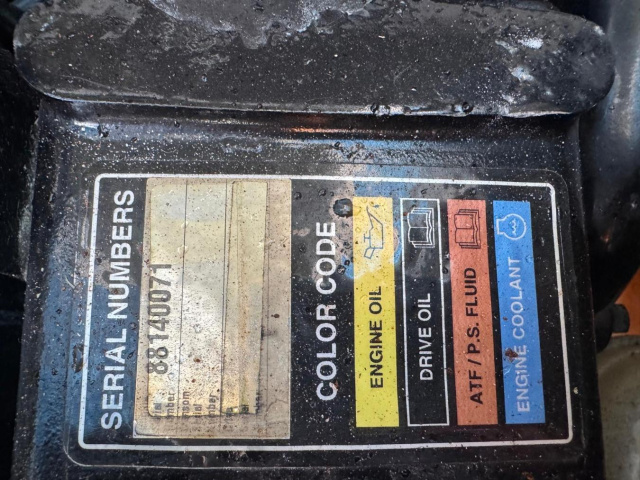 SERIAL NUMBERS
88140071
COLOR CODE
ENGINE OIL
DRIVE OIL
ATF / P.S. FLUID
ENGINE COOLANT